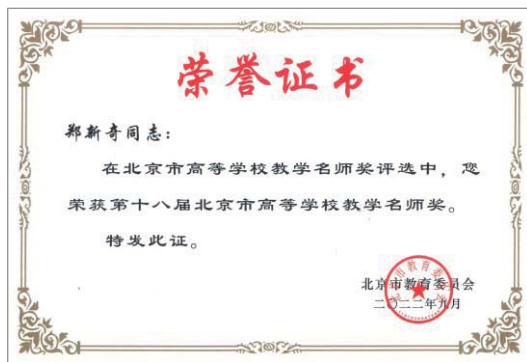 荣誉证书
郑新奇同志：
在北京市高等学校教学名师奖评选中，您
荣获第十八届北京市高等学校教学名师奖。
特发此证。
北京市教育委员会
二〇二二年九月